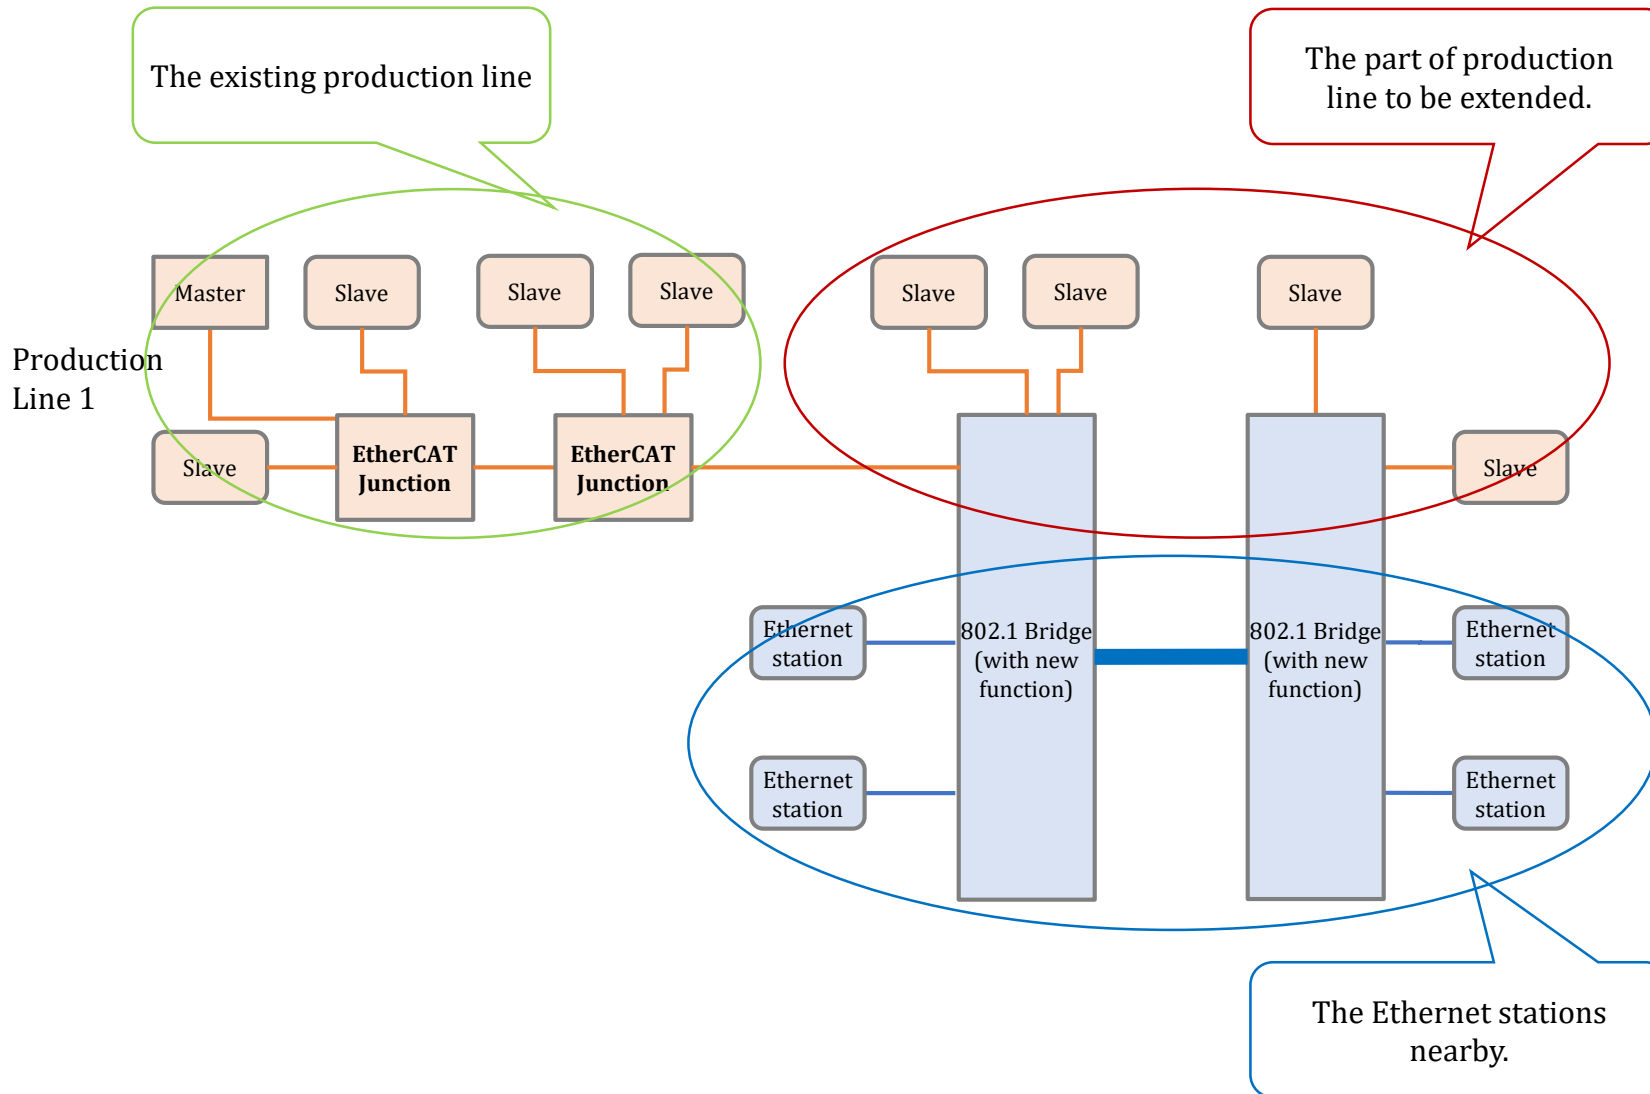 The existing production line
The part of production
line to be extended.
Master
Slave
Slave
Slave
Slave
Slave
Slave
Production
Line 1
Slave
EtherCAT
Junction
EtherCAT
Junction
Slave
Ethernet
station
802.1 Bridge
(with new
function)
802.1 Bridge
(with new
function)
Ethernet
station
Ethernet
station
Ethernet
station
The Ethernet stations
nearby.